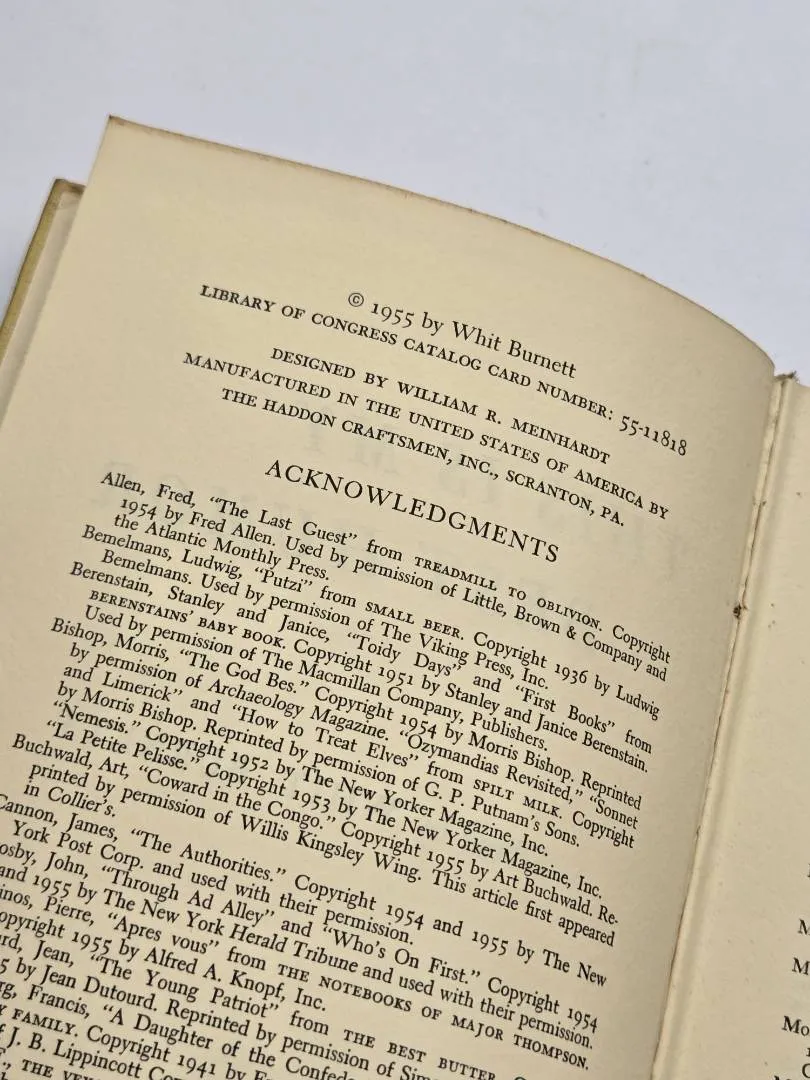 © 1955 by Whit Burnett
LIBRARY OF CONGRESS CATALOG CARD NUMBER: 55-11818
DESIGNED BY WILLIAM R. MEINHARDT
MANUFACTURED IN THE UNITED STATES OF AMERICA BY
THE HADDON CRAFTSMEN, INC., SCRANTON, PA.
ACKNOWLEDGMENTS
Allen, Fred, "The Last Guest" from TREADMILL TO OBLIVION. Copyright
1954 by Fred Allen. Used by permission of Little, Brown & Company and
the Atlantic Monthly Press.
Bemelmans, Ludwig, "Putzi" from SMALL BEER. Copyright 1936 by Ludwig
Bemelmans. Used by permission of The Viking Press, Inc.
Berenstain, Stanley and Janice, "Toidy Days" and "First Books" from
BERENSTAINS' BABY BOOK. Copyright 1951 by Stanley and Janice Berenstain.
Used by permission of The Macmillan Company, Publishers.
Bishop, Morris, "The God Bes." Copyright 1954 by Morris Bishop. Reprinted
by permission of Archaeology Magazine. "Ozymandias Revisited," "Sonnet
and Limerick" and "How to Treat Elves" from SPILT MILK. Copyright
by Morris Bishop. Reprinted by permission of G. P. Putnam's Sons.
"Nemesis." Copyright 1952 by The New Yorker Magazine, Inc.
"La Petite Pelisse." Copyright 1953 by The New Yorker Magazine, Inc.
Buchwald, Art, "Coward in the Congo." Copyright 1955 by Art Buchwald. Re-
printed by permission of Willis Kingsley Wing. This article first appeared
in Collier's.
Cannon, James, "The Authorities." Copyright 1954 and 1955 by The New
York Post Corp. and used with their permission.
osby, John, "Through Ad Alley" and "Who's On First." Copyright 1954
and 1955 by The New York Herald Tribune and used with their permission.
inos, Pierre, "Apres vous" from THE NOTEBOOKS OF MAJOR THOMPSON.
opyright 1955 by Alfred A. Knopf, Inc.
urd, Jean, "The Young Patriot" from THE BEST BUTTER.
5 by Jean Dutourd. Reprinted by permission of
rg, Francis, "A Daughter of the
Y FAMILY. Copyright 1941 by
f J. B. Lippincott
THE
M
M
Mo